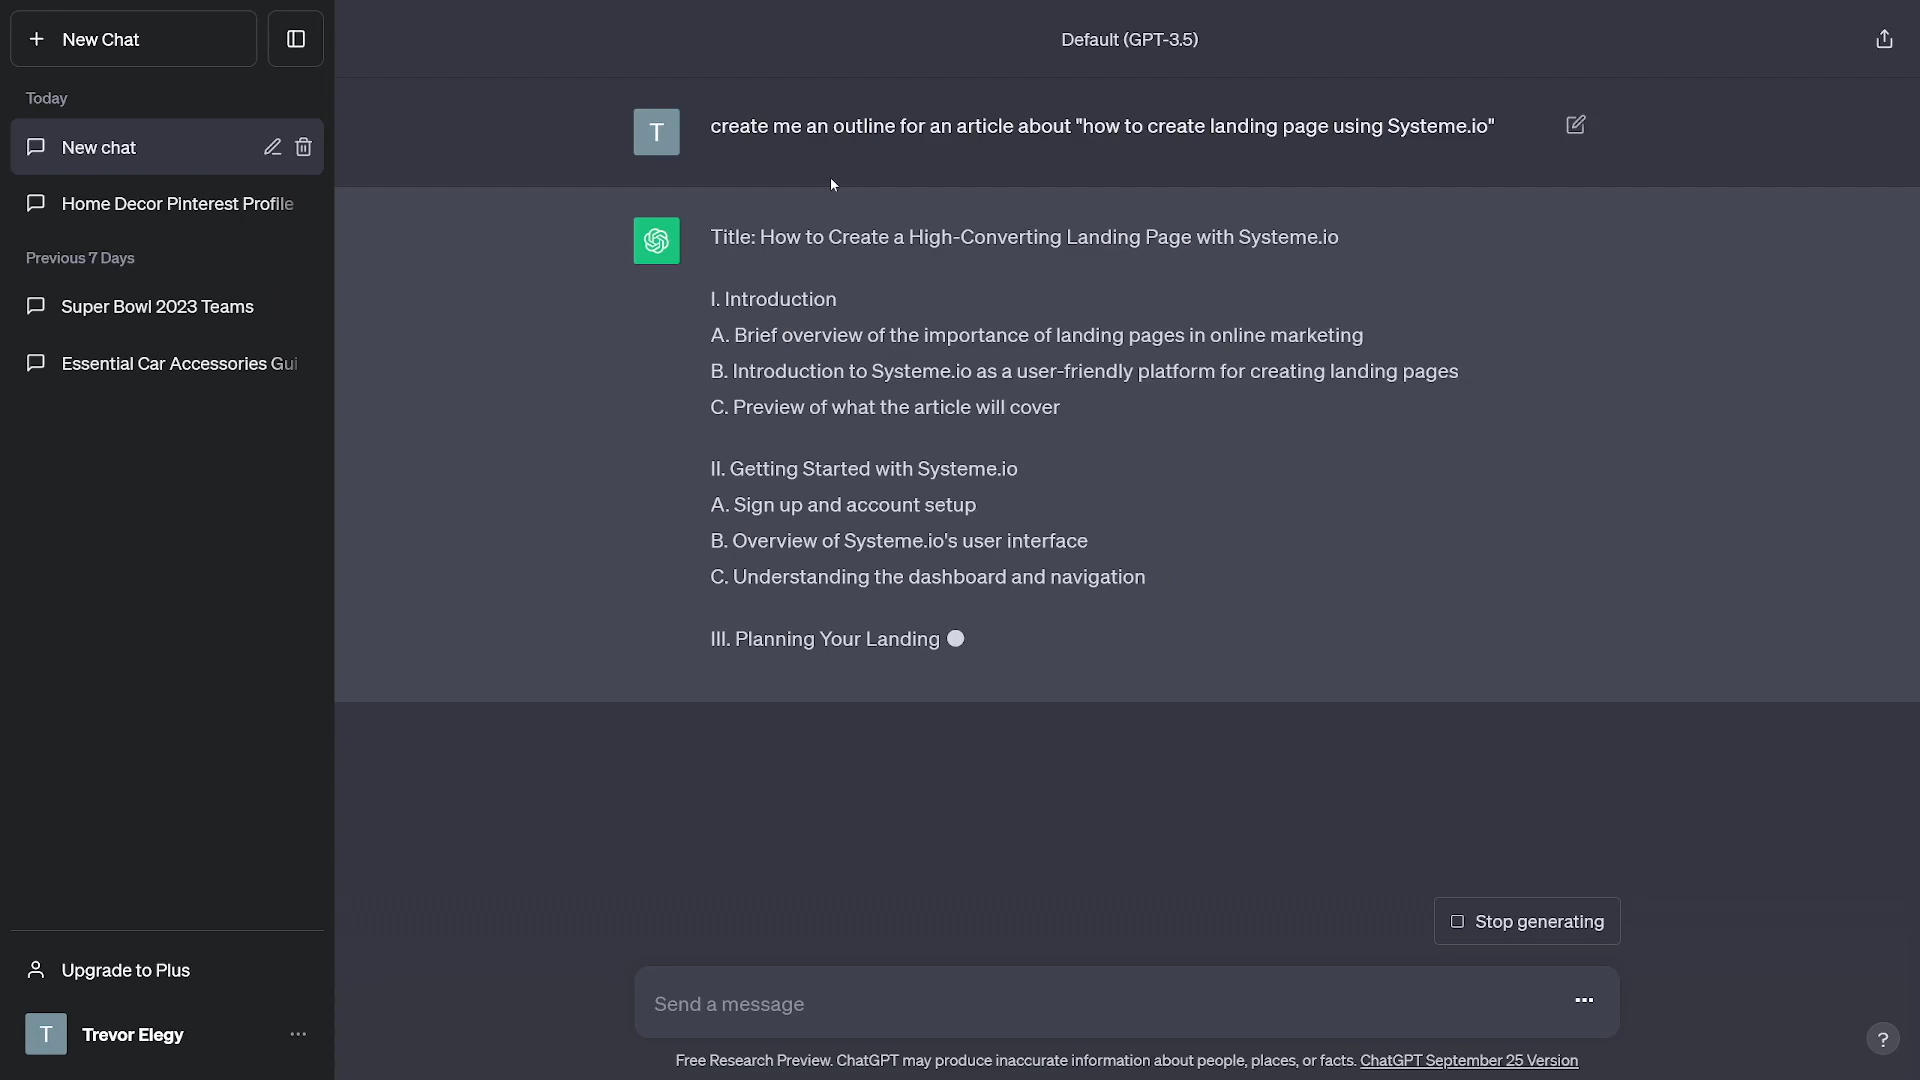 New Chat
Today
New chat
Home Decor Pinterest Profile
Previous 7 Days
Super Bowl 2023 Teams
Essential Car Accessories Gui
Upgrade to Plus
T
Trevor Elegy
Default (GPT-3.5)
T
create me an outline for an article about "how to create landing page using Systeme.io"
Title: How to Create a High-Converting Landing Page with Systeme.io
I. Introduction
A. Brief overview of the importance of landing pages in online marketing
B. Introduction to Systeme.io as a user-friendly platform for creating landing pages
C. Preview of what the article will cover
II. Getting Started with Systeme.io
A. Sign up and account setup
B. Overview of Systeme.io's user interface
C. Understanding the dashboard and navigation
III. Planning Your Landing
Stop generating
Send a message
Free Research Preview. ChatGPT may produce inaccurate information about people, places, or facts. ChatGPT September 25 Version
?